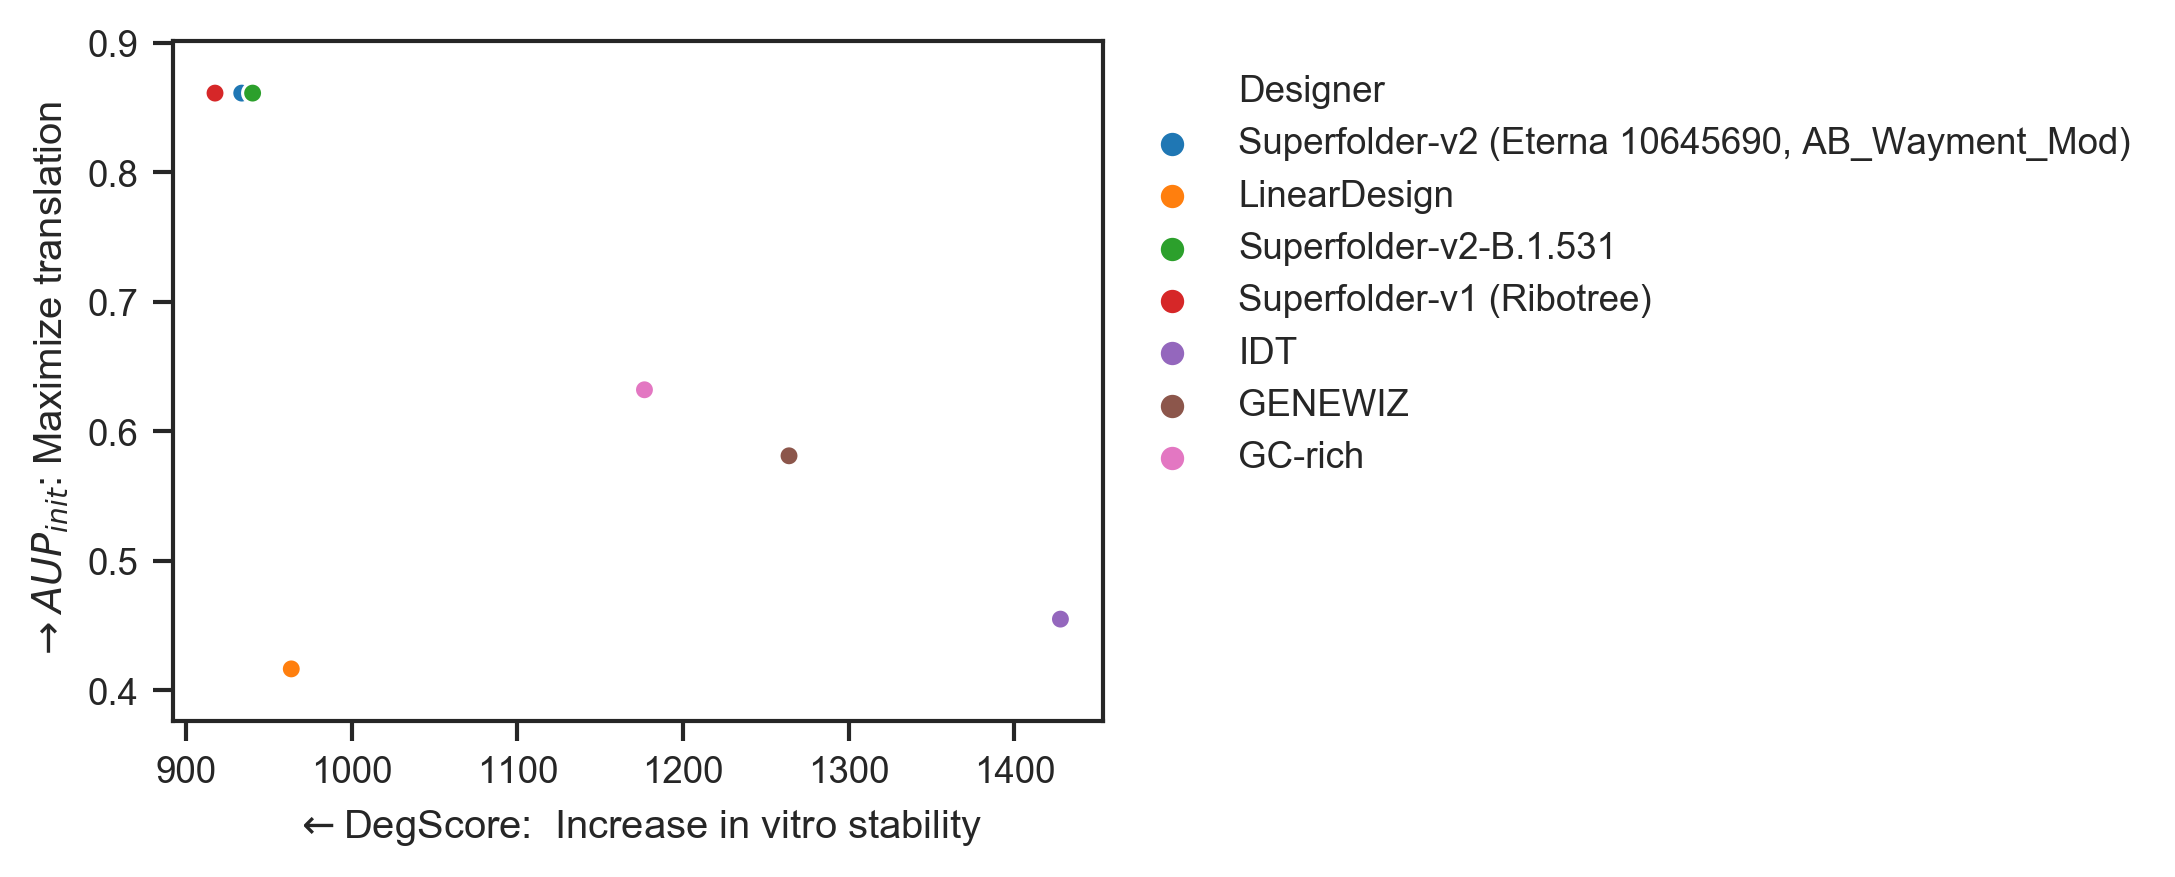 0.9
0.8
0.7
0.6
0.5
0.4
→ AUP_init: Maximize translation
900 1000 1100 1200 1300 1400
← DegScore:  Increase in vitro stability
Designer
Superfolder-v2 (Eterna 10645690, AB_Wayment_Mod)
LinearDesign
Superfolder-v2-B.1.531
Superfolder-v1 (Ribotree)
IDT
GENEWIZ
GC-rich